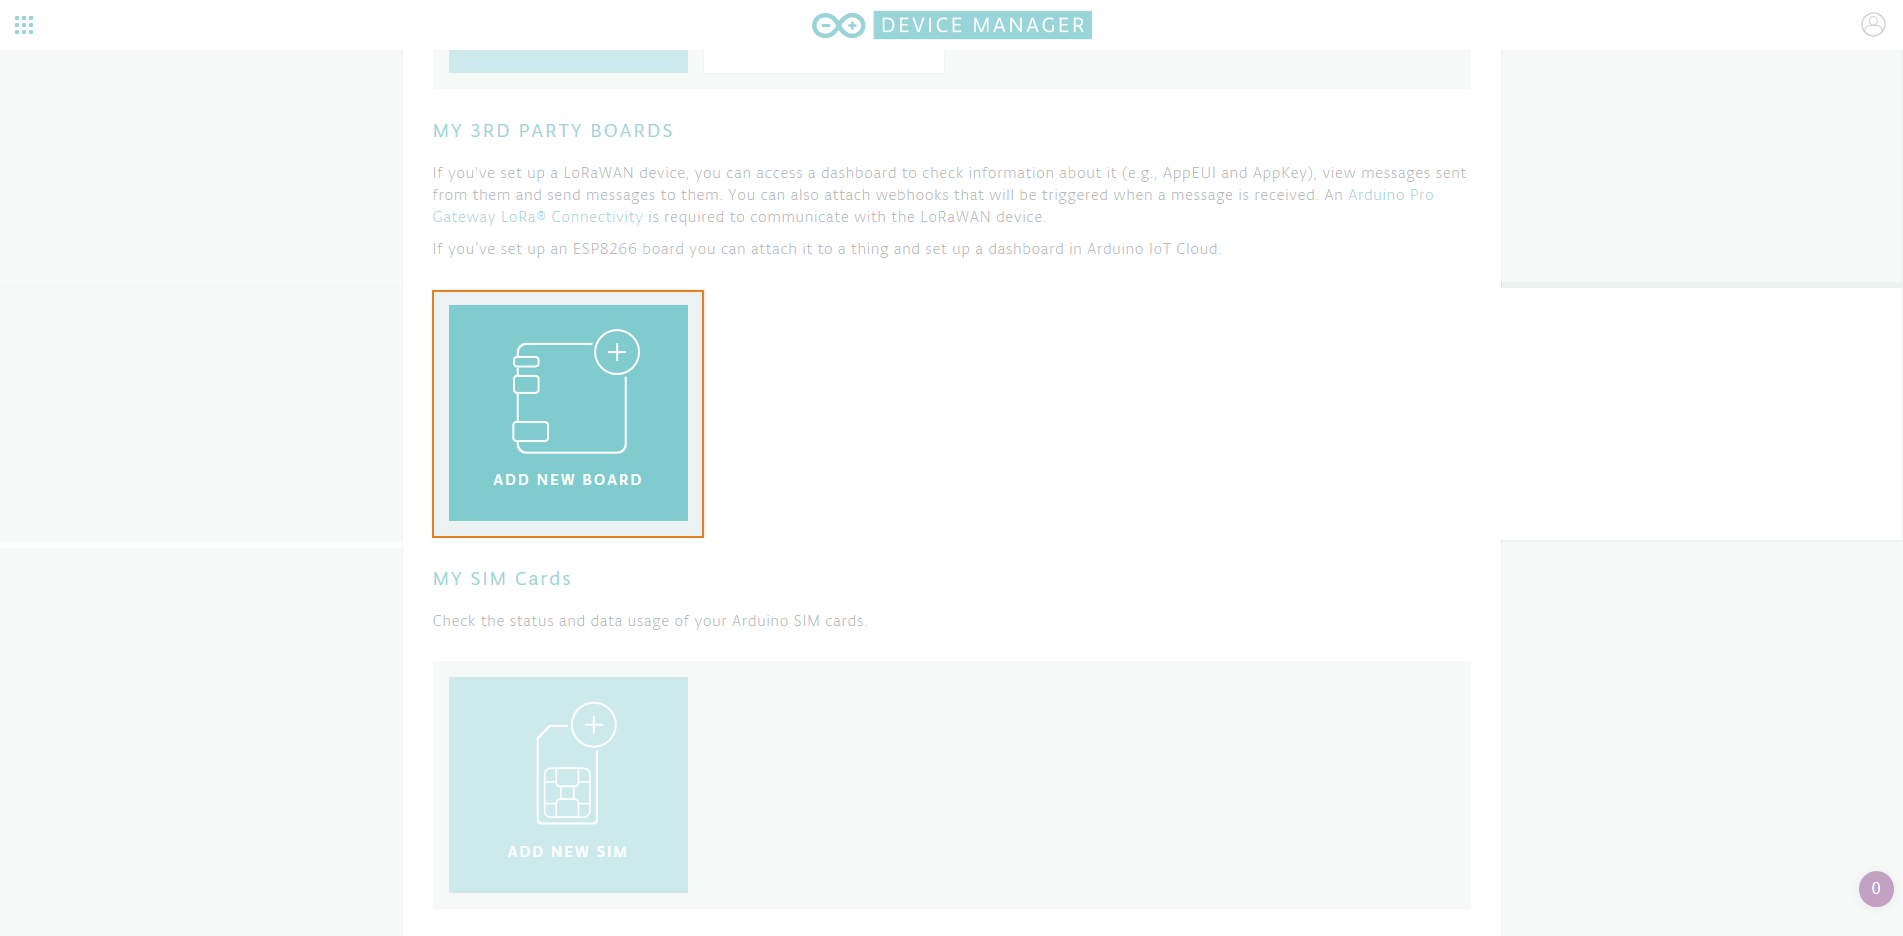 DEVICE MANAGER
MY 3RD PARTY BOARDS
If you've set up a LoRaWAN device, you can access a dashboard to check information about it (e.g., AppEUI and AppKey), view messages sent
from them and send messages to them. You can also attach webhooks that will be triggered when a message is received. An Arduino Pro
Gateway LoRa® Connectivity is required to communicate with the LoRaWAN device.
If you've set up an ESP8266 board you can attach it to a thing and set up a dashboard in Arduino IoT Cloud.
ADD NEW BOARD
MY SIM Cards
Check the status and data usage of your Arduino SIM cards.
ADD NEW SIM
0